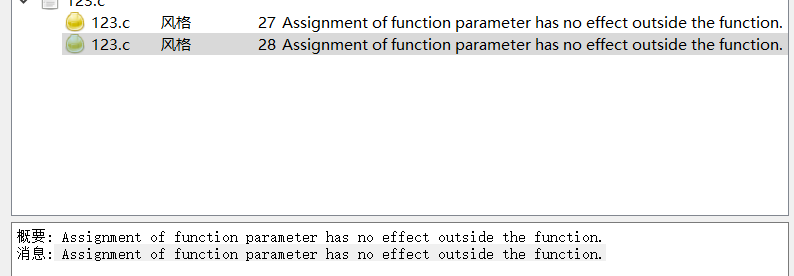 123.c
123.c 风格 27 Assignment of function parameter has no effect outside the function.
123.c 风格 28 Assignment of function parameter has no effect outside the function.
概要: Assignment of function parameter has no effect outside the function.
消息: Assignment of function parameter has no effect outside the function.